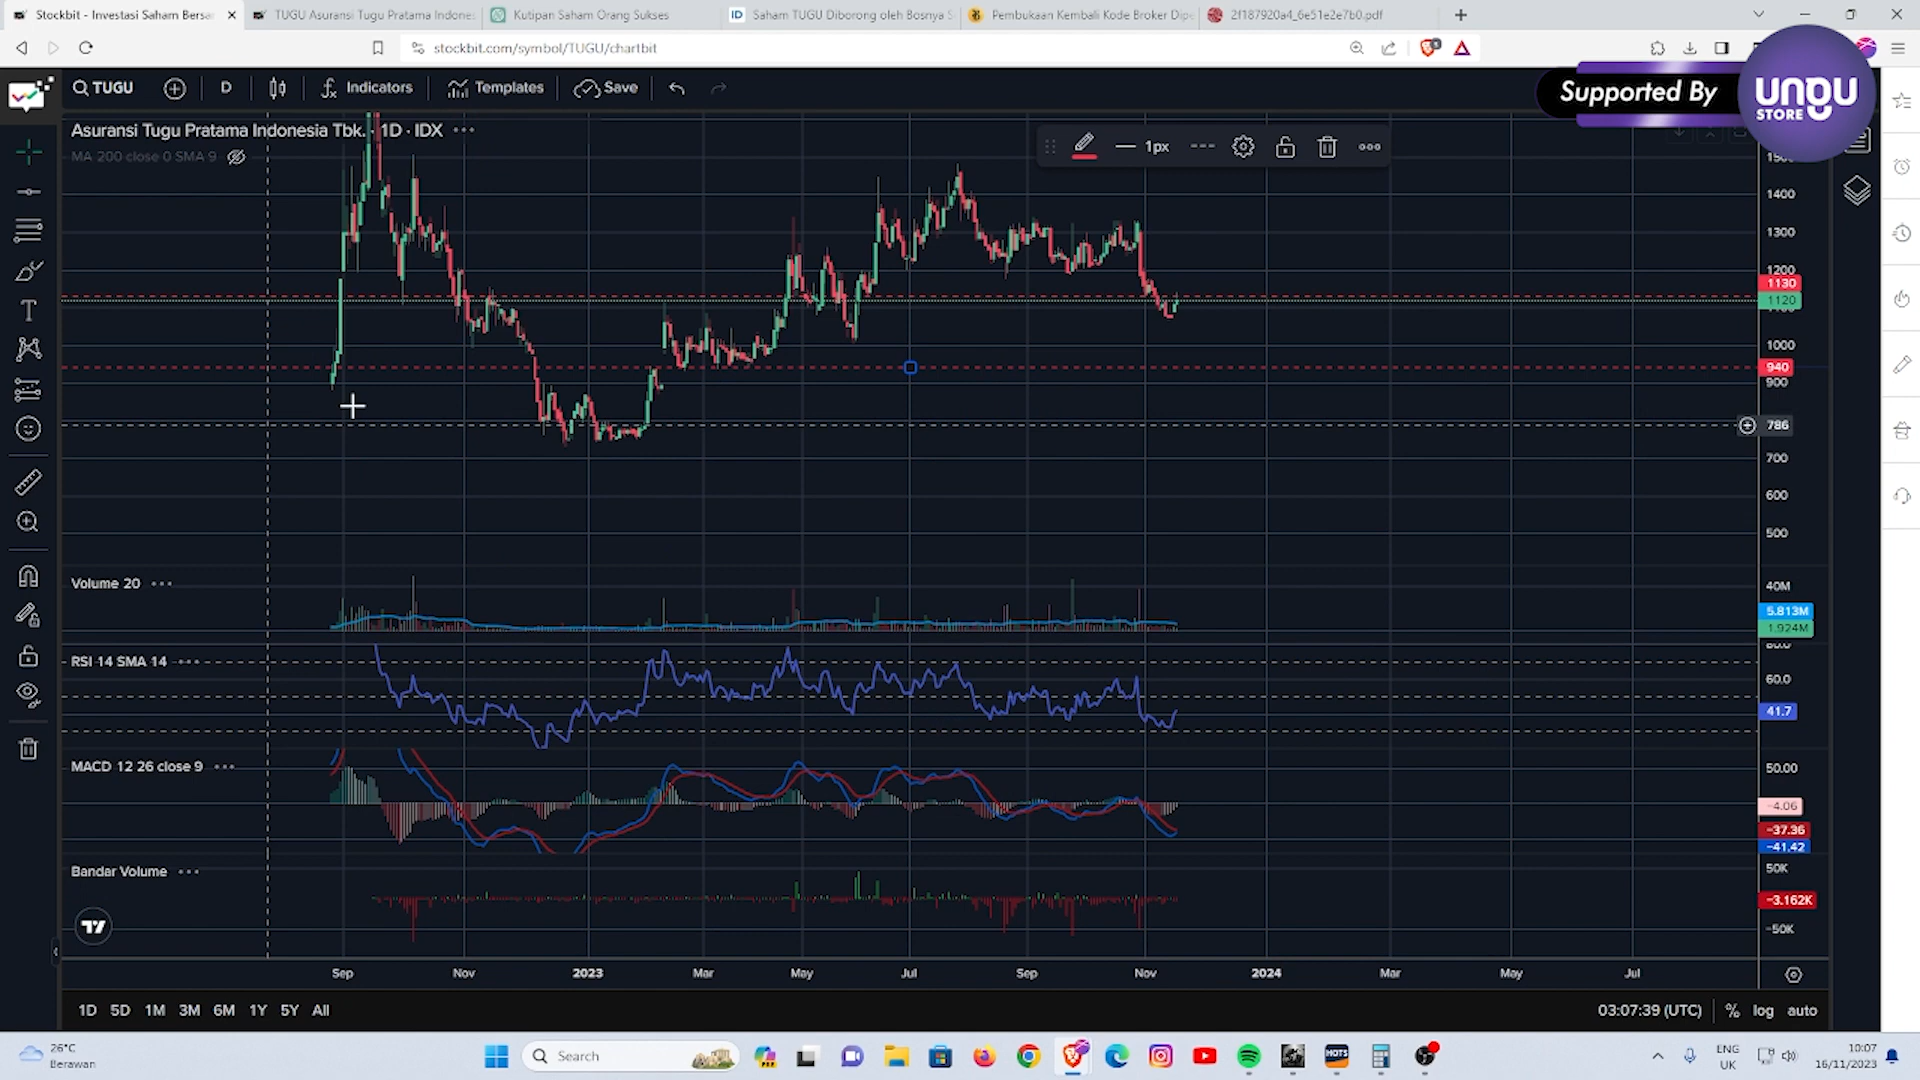 Stockbit - Investasi Saham Bersa
TUGU Asuransi Tugu Pratama Indone
Kutipan Saham Orang Sukses
Saham TUGU Diborong oleh Bosnya S
Pembukaan Kembali Kode Broker Dipe
2f187920a4_6e51e2e7b0.pdf
stockbit.com/symbol/TUGU/chartbit
Supported By
UNGU
STORE
TUGU
D
Indicators
Templates
Save
Asuransi Tugu Pratama Indonesia Tbk. · 1D · IDX
MA 200 close 0 SMA 9
1px
1400
1300
1200
1130
1120
1000
940
900
786
700
600
500
Volume 20
40M
5.813M
1.924M
RSI 14 SMA 14
80.0
60.0
41.7
MACD 12 26 close 9
50.00
−4.06
−37.36
−41.42
Bandar Volume
50K
−3.162K
−50K
Sep
Nov
2023
Mar
May
Jul
Sep
Nov
2024
Mar
May
Jul
1D 5D 1M 3M 6M 1Y 5Y All
03:07:39 (UTC)
%
log
auto
26°C
Berawan
Search
HOTS
ENG
UK
10:07
16/11/2023